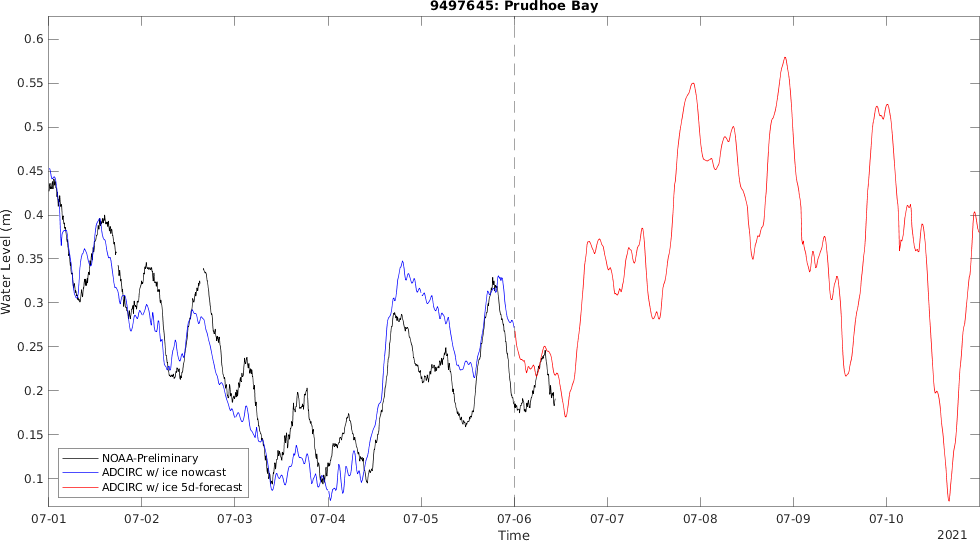 9497645: Prudhoe Bay
0.6
0.55
0.5
0.45
0.4
0.35
0.3
0.25
0.2
0.15
0.1
Water Level (m)
NOAA-Preliminary
ADCIRC w/ ice nowcast
ADCIRC w/ ice 5d-forecast
07-01 07-02 07-03 07-04 07-05 07-06 07-07 07-08 07-09 07-10
Time
2021